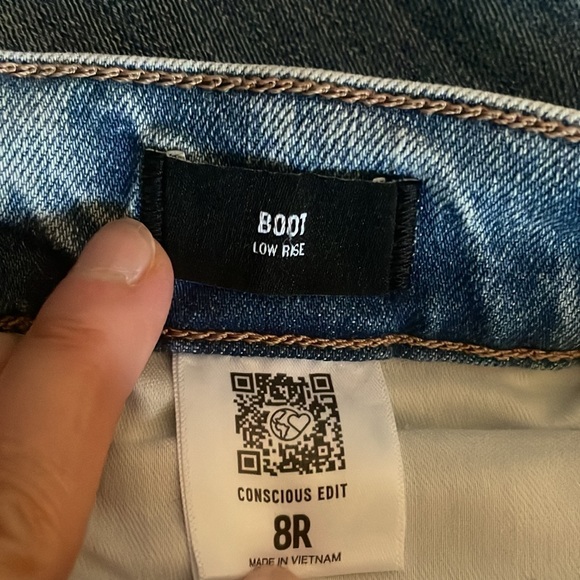 BOOT
LOW RISE
CONSCIOUS EDIT
8R
MADE IN VIETNAM